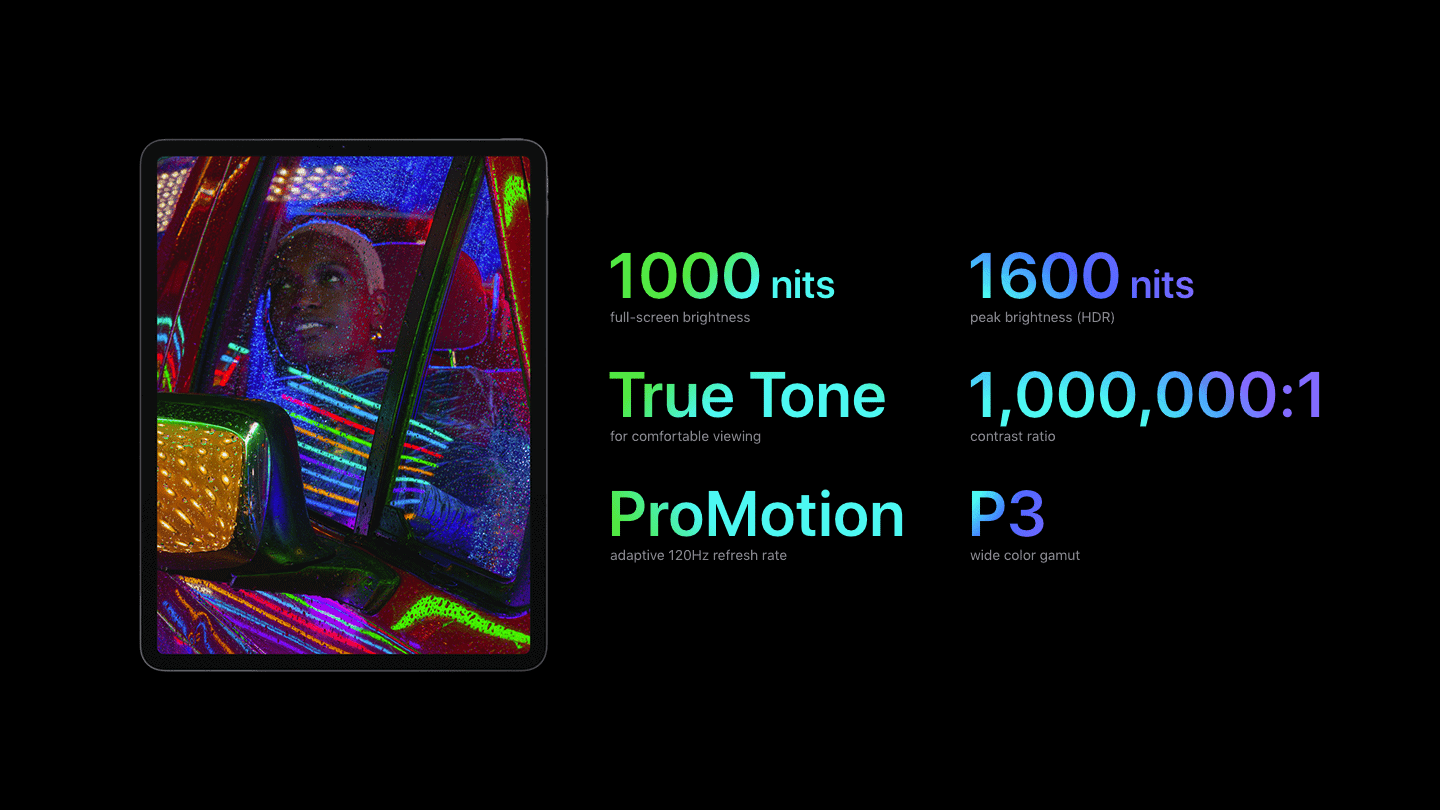 1000 nits
full-screen brightness
1600 nits
peak brightness (HDR)
True Tone
for comfortable viewing
1,000,000:1
contrast ratio
ProMotion
adaptive 120Hz refresh rate
P3
wide color gamut